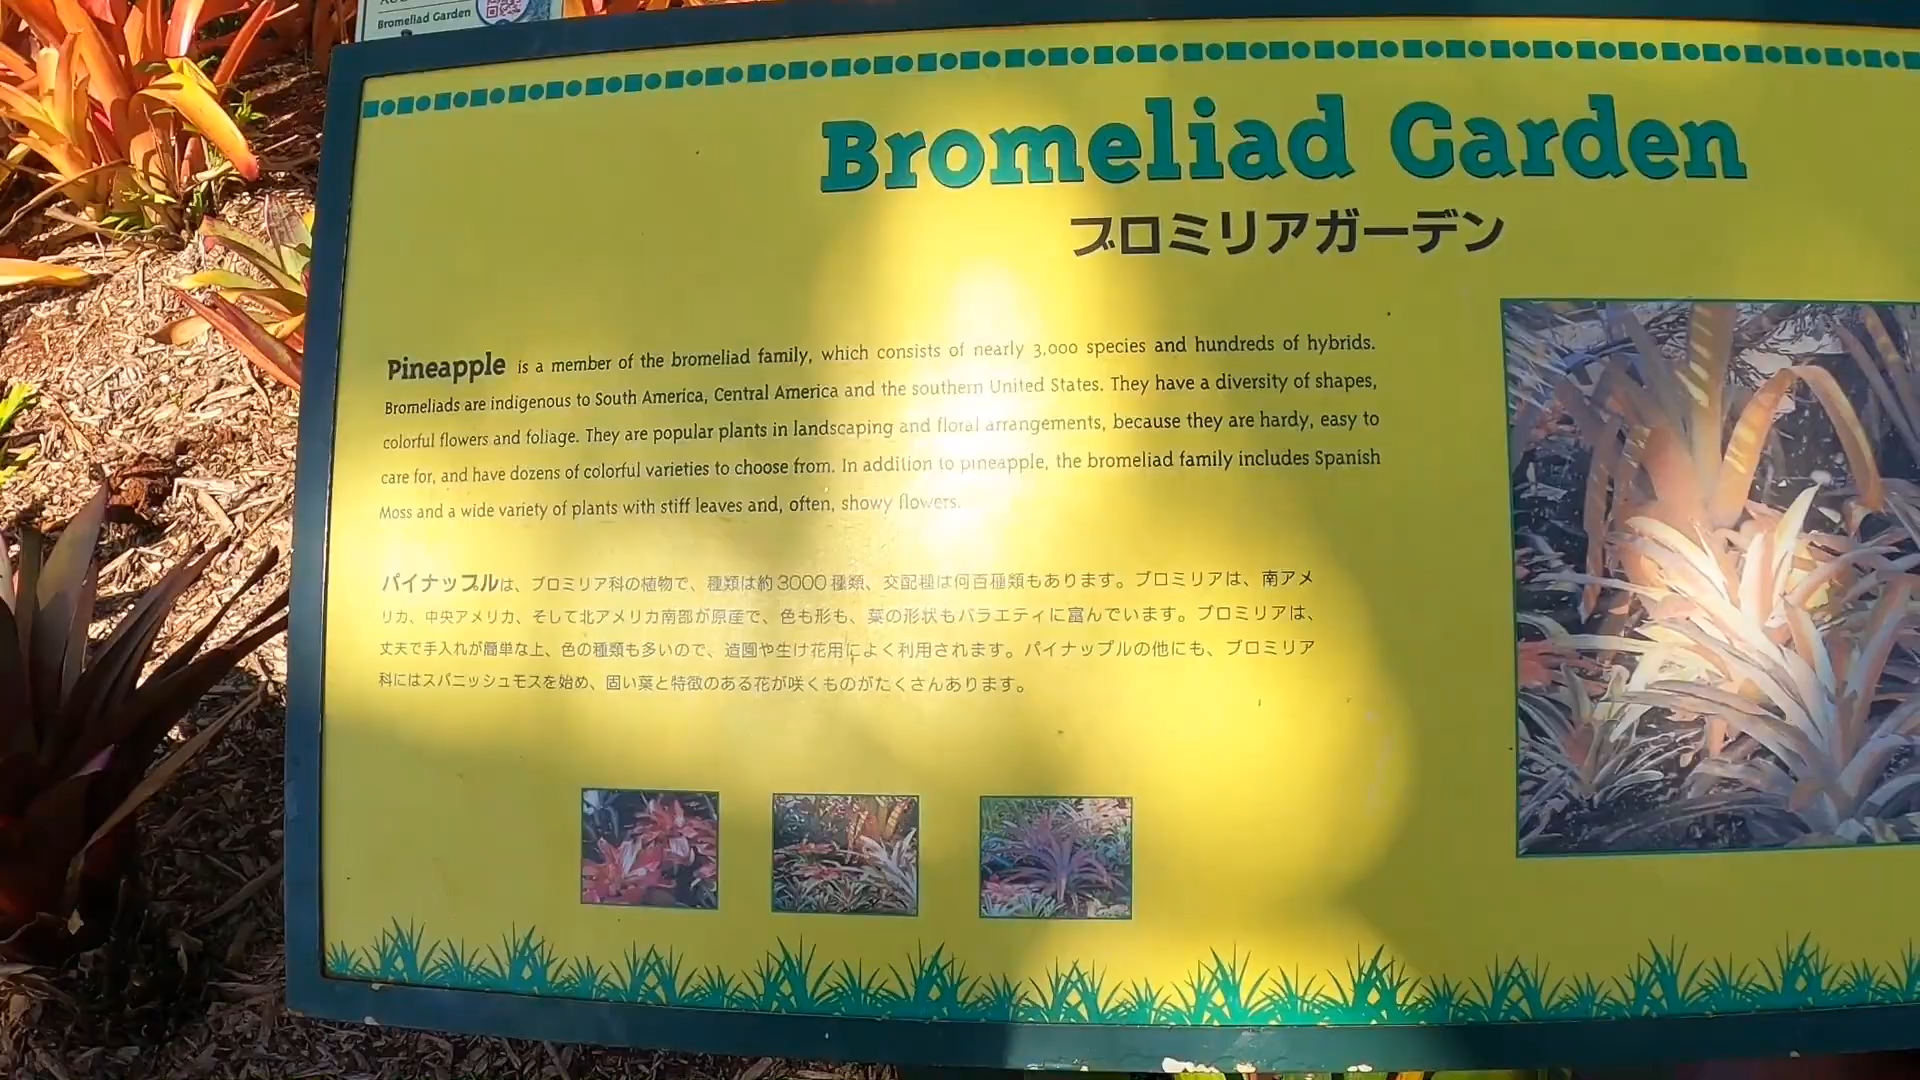 Bromeliad Garden
Bromeliad Garden
ブロミリアガーデン
Pineapple is a member of the bromeliad family, which consists of nearly 3,000 species and hundreds of hybrids.
Bromeliads are indigenous to South America, Central America and the southern United States. They have a diversity of shapes,
colorful flowers and foliage. They are popular plants in landscaping and floral arrangements, because they are hardy, easy to
care for, and have dozens of colorful varieties to choose from. In addition to pineapple, the bromeliad family includes Spanish
Moss and a wide variety of plants with stiff leaves and, often, showy flowers.
パイナップルは、ブロミリア科の植物で、種類は約3000種類、交配種は何百種類もあります。ブロミリアは、南アメ
リカ、中央アメリカ、そして北アメリカ南部が原産で、色も形も、葉の形状もバラエティに富んでいます。ブロミリアは、
丈夫で手入れが簡単な上、色の種類も多いので、造園や生け花用によく利用されます。パイナップルの他にも、ブロミリア
科にはスパニッシュモスを始め、固い葉と特徴のある花が咲くものがたくさんあります。